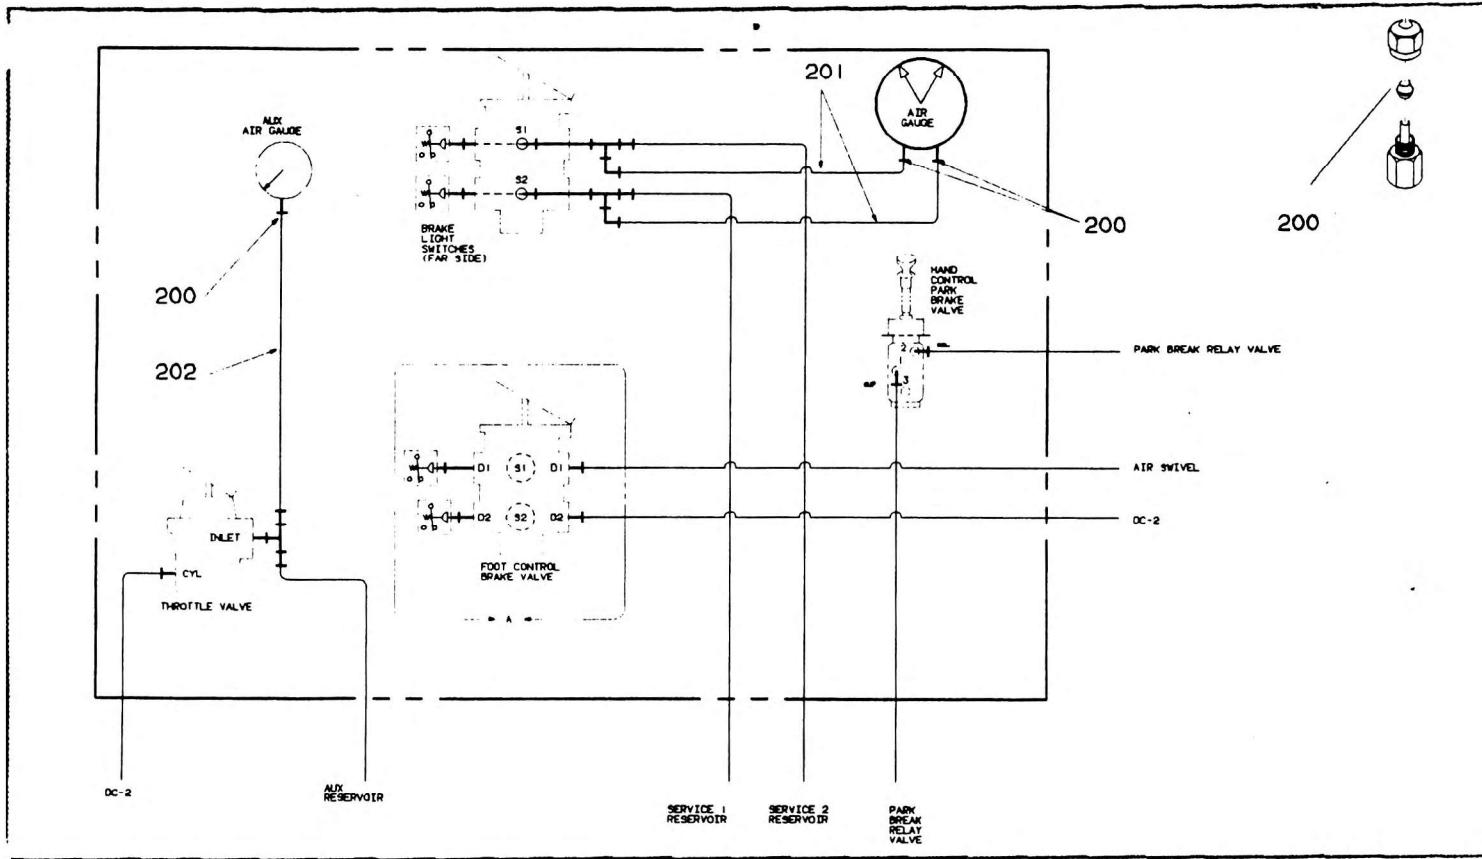 201
AIR
GAUGE
AUX
AIR GAUGE
S1
S2
BRAKE
LIGHT
SWITCHES
(FAR SIDE)
200
200
200
HAND
CONTROL
PARK
BRAKE
VALVE
202
2
3
PARK BREAK RELAY VALVE
D1
S1
D1
AIR SWIVEL
D2
S2
D2
DC-2
INLET
CYL
THROTTLE VALVE
FOOT CONTROL
BRAKE VALVE
A
DC-2
AUX
RESERVOIR
SERVICE 1
RESERVOIR
SERVICE 2
RESERVOIR
PARK
BREAK
RELAY
VALVE